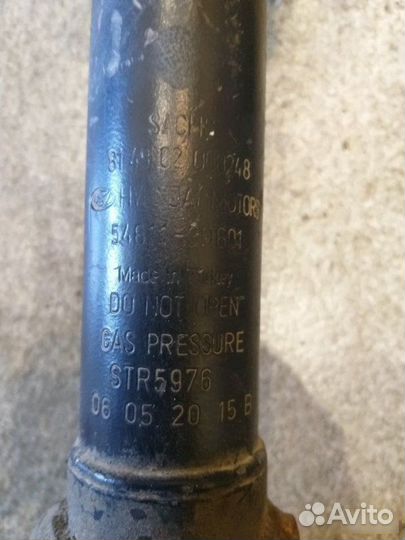 SACHS
HYUNDAI MOTORS
Made in Turkey
DO NOT OPEN
GAS PRESSURE
STR5976
06 05 20 15 B
Avito